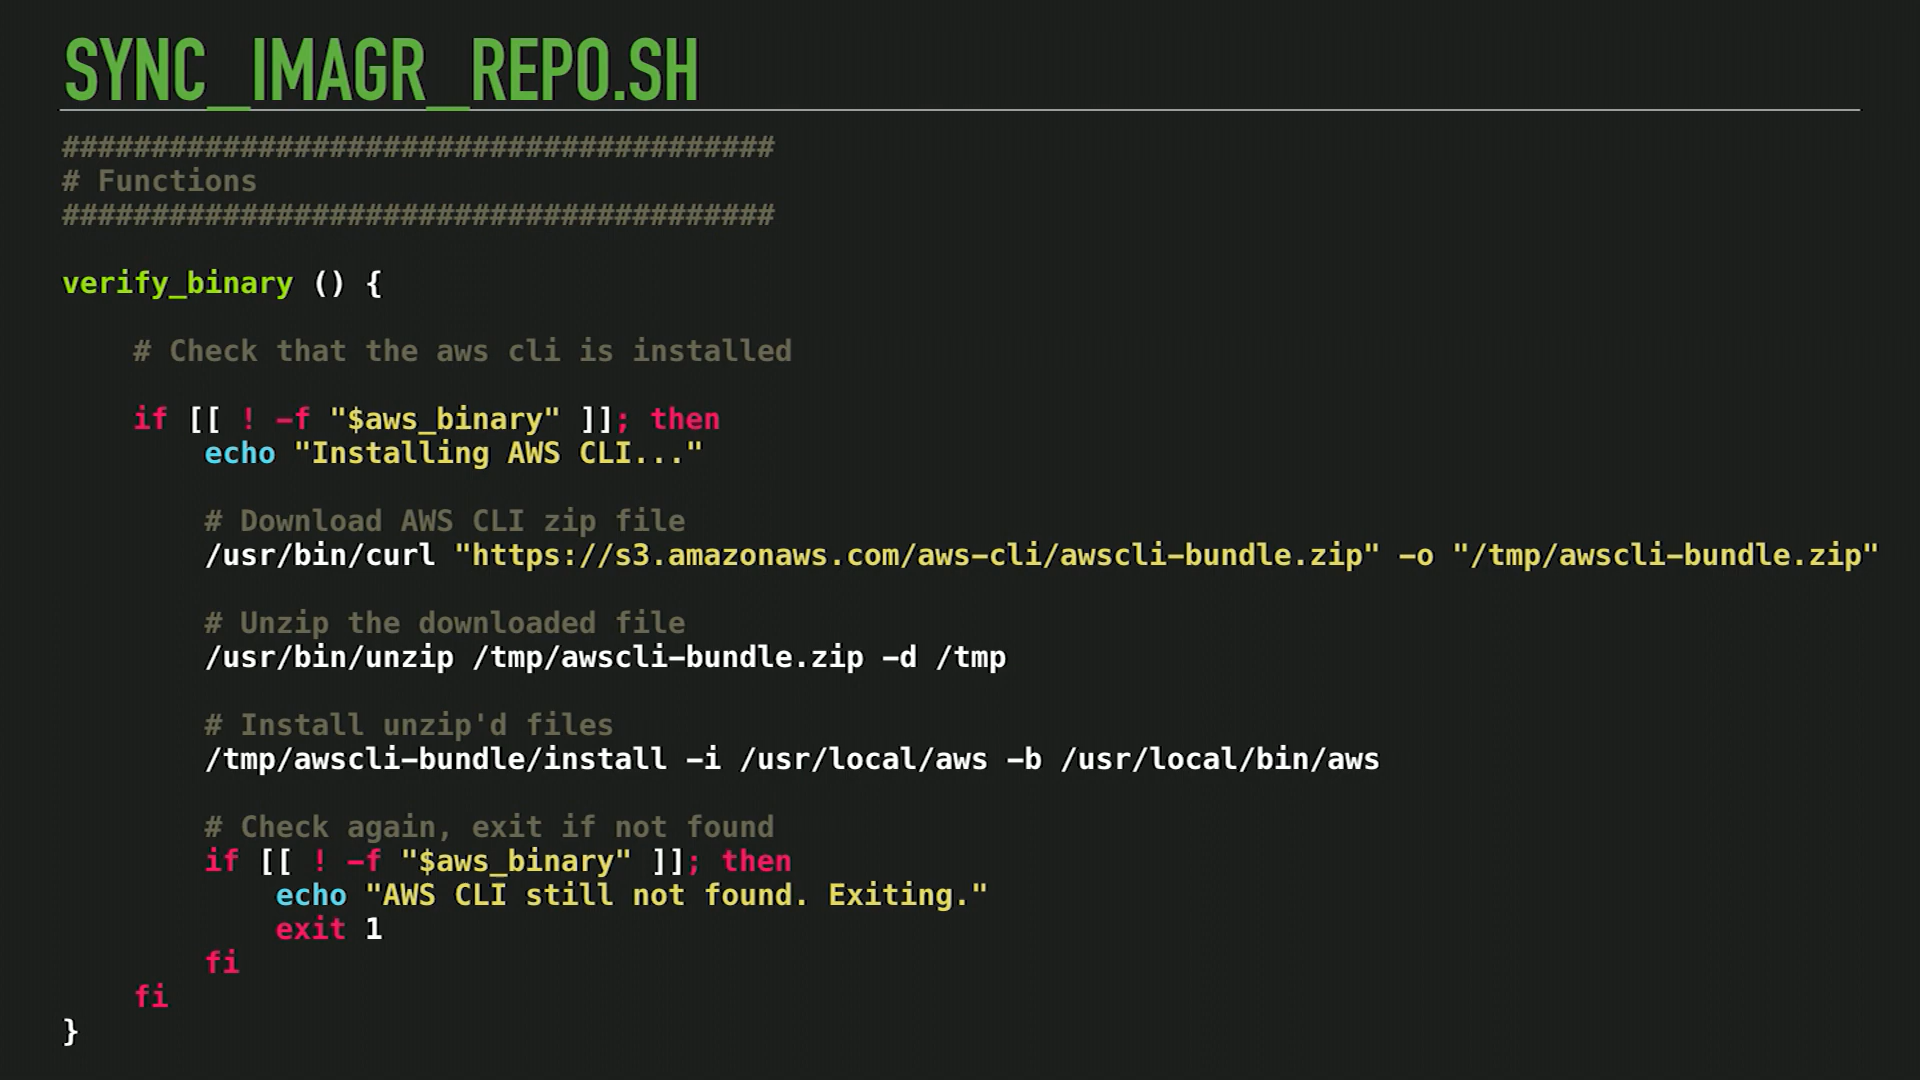 SYNC_IMAGR_REPO.SH
########################################
# Functions
########################################
verify_binary () {
# Check that the aws cli is installed
if [[ ! -f "$aws_binary" ]]; then
echo "Installing AWS CLI..."
# Download AWS CLI zip file
/usr/bin/curl "https://s3.amazonaws.com/aws-cli/awscli-bundle.zip" -o "/tmp/awscli-bundle.zip"
# Unzip the downloaded file
/usr/bin/unzip /tmp/awscli-bundle.zip -d /tmp
# Install unzip'd files
/tmp/awscli-bundle/install -i /usr/local/aws -b /usr/local/bin/aws
# Check again, exit if not found
if [[ ! -f "$aws_binary" ]]; then
echo "AWS CLI still not found. Exiting."
exit 1
fi
fi
}